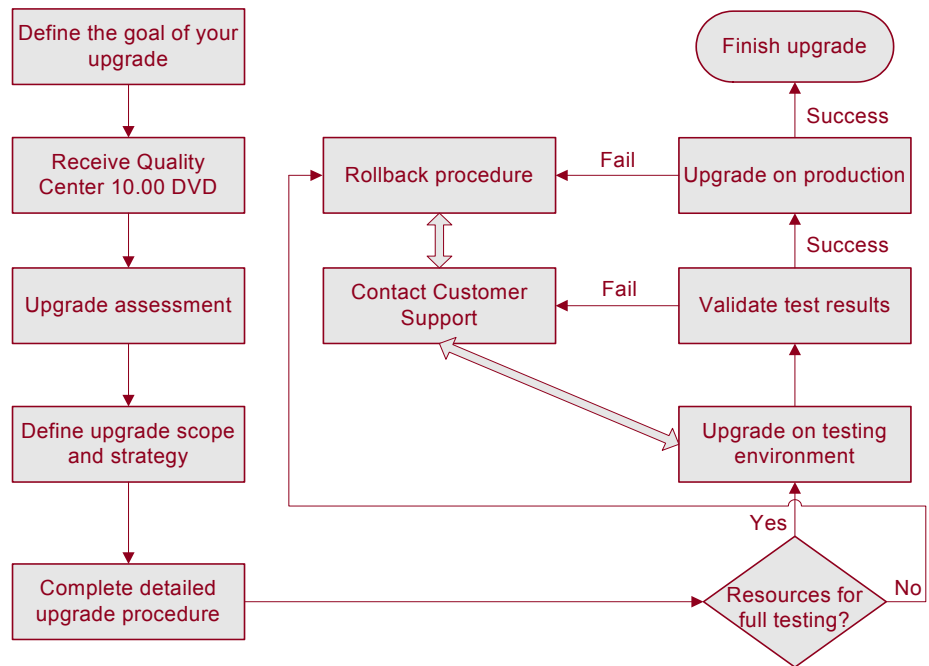 Define the goal of your
upgrade
Receive Quality
Center 10.00 DVD
Upgrade assessment
Define upgrade scope
and strategy
Complete detailed
upgrade procedure
Resources for
full testing?
Yes
No
Upgrade on testing
environment
Validate test results
Fail
Contact Customer
Support
Success
Upgrade on production
Fail
Rollback procedure
Success
Finish upgrade